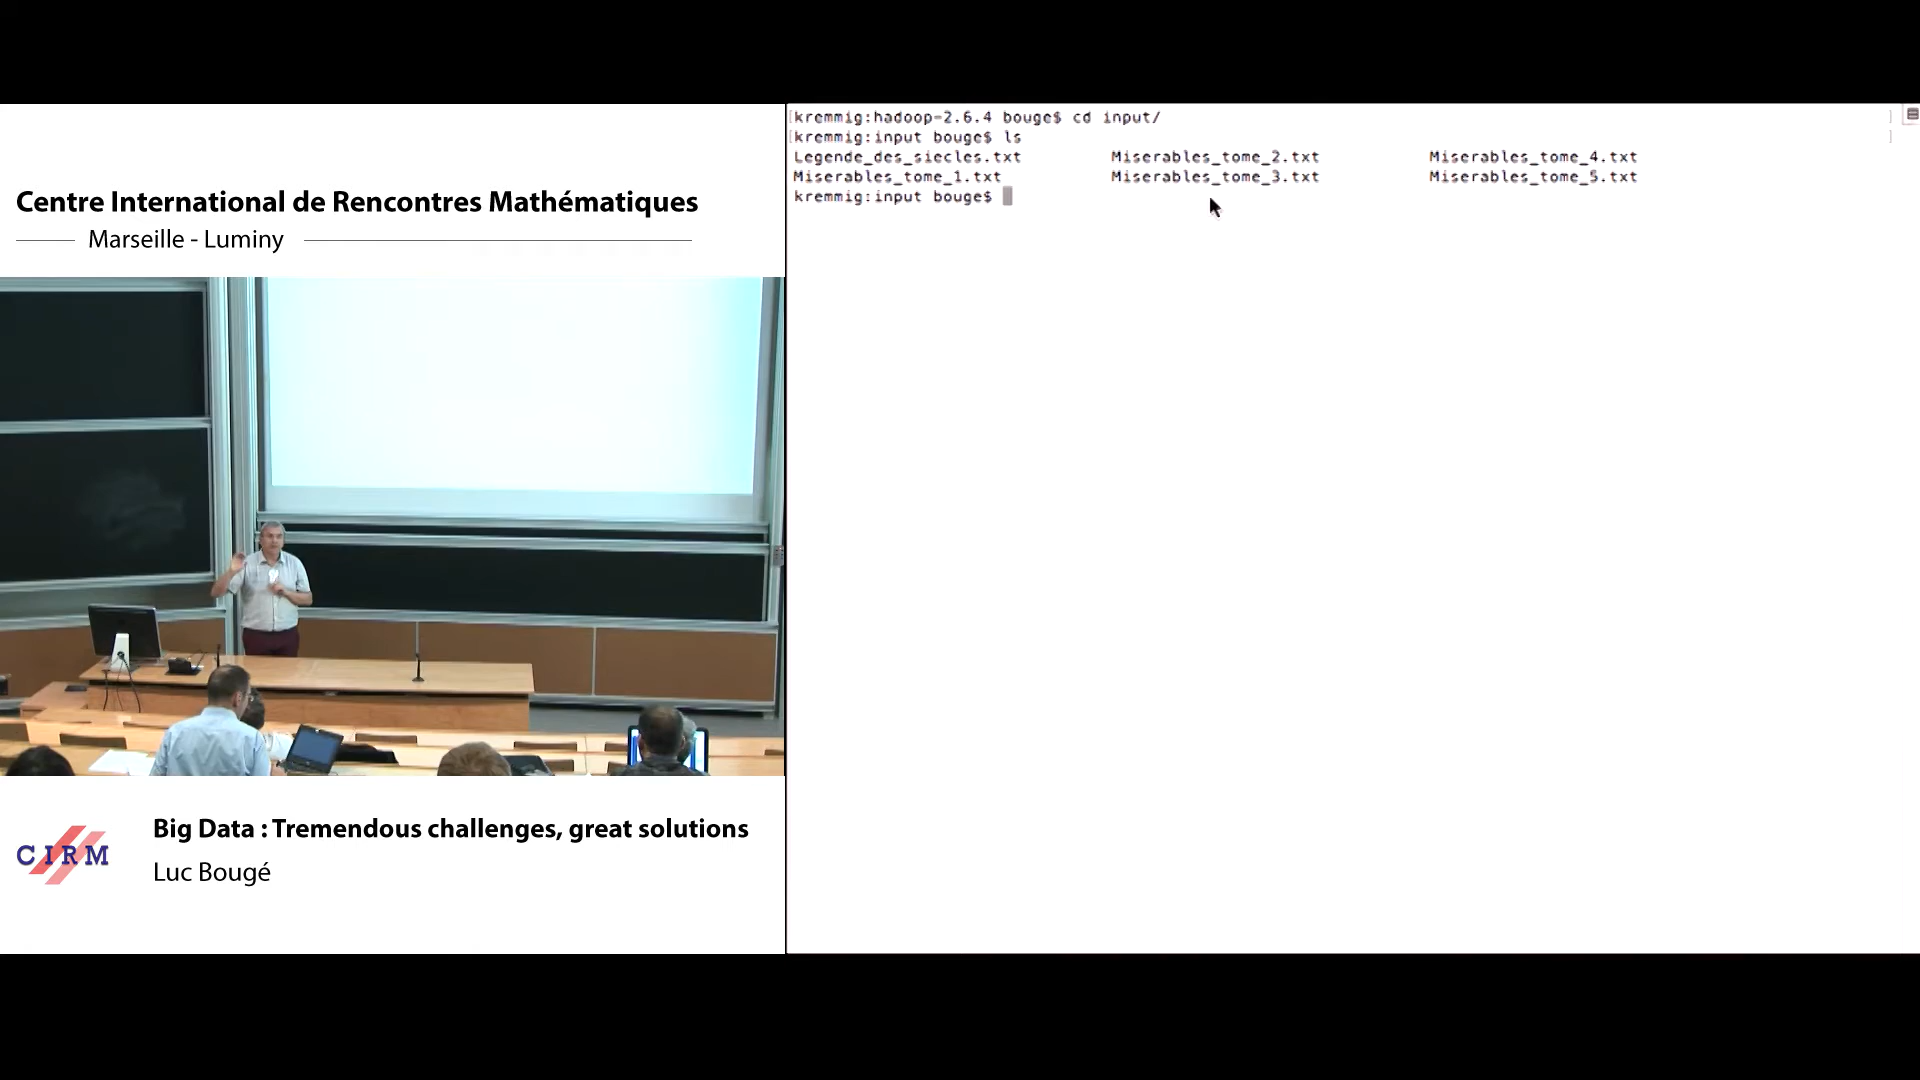 Centre International de Rencontres Mathématiques
Marseille - Luminy
CIRM
Big Data : Tremendous challenges, great solutions
Luc Bougé
[kremmig:hadoop-2.6.4 bouge$ cd input/ ]
[kremmig:input bouge$ ls ]
Legende_des_siecles.txt Miserables_tome_2.txt Miserables_tome_4.txt
Miserables_tome_1.txt Miserables_tome_3.txt Miserables_tome_5.txt
kremmig:input bouge$